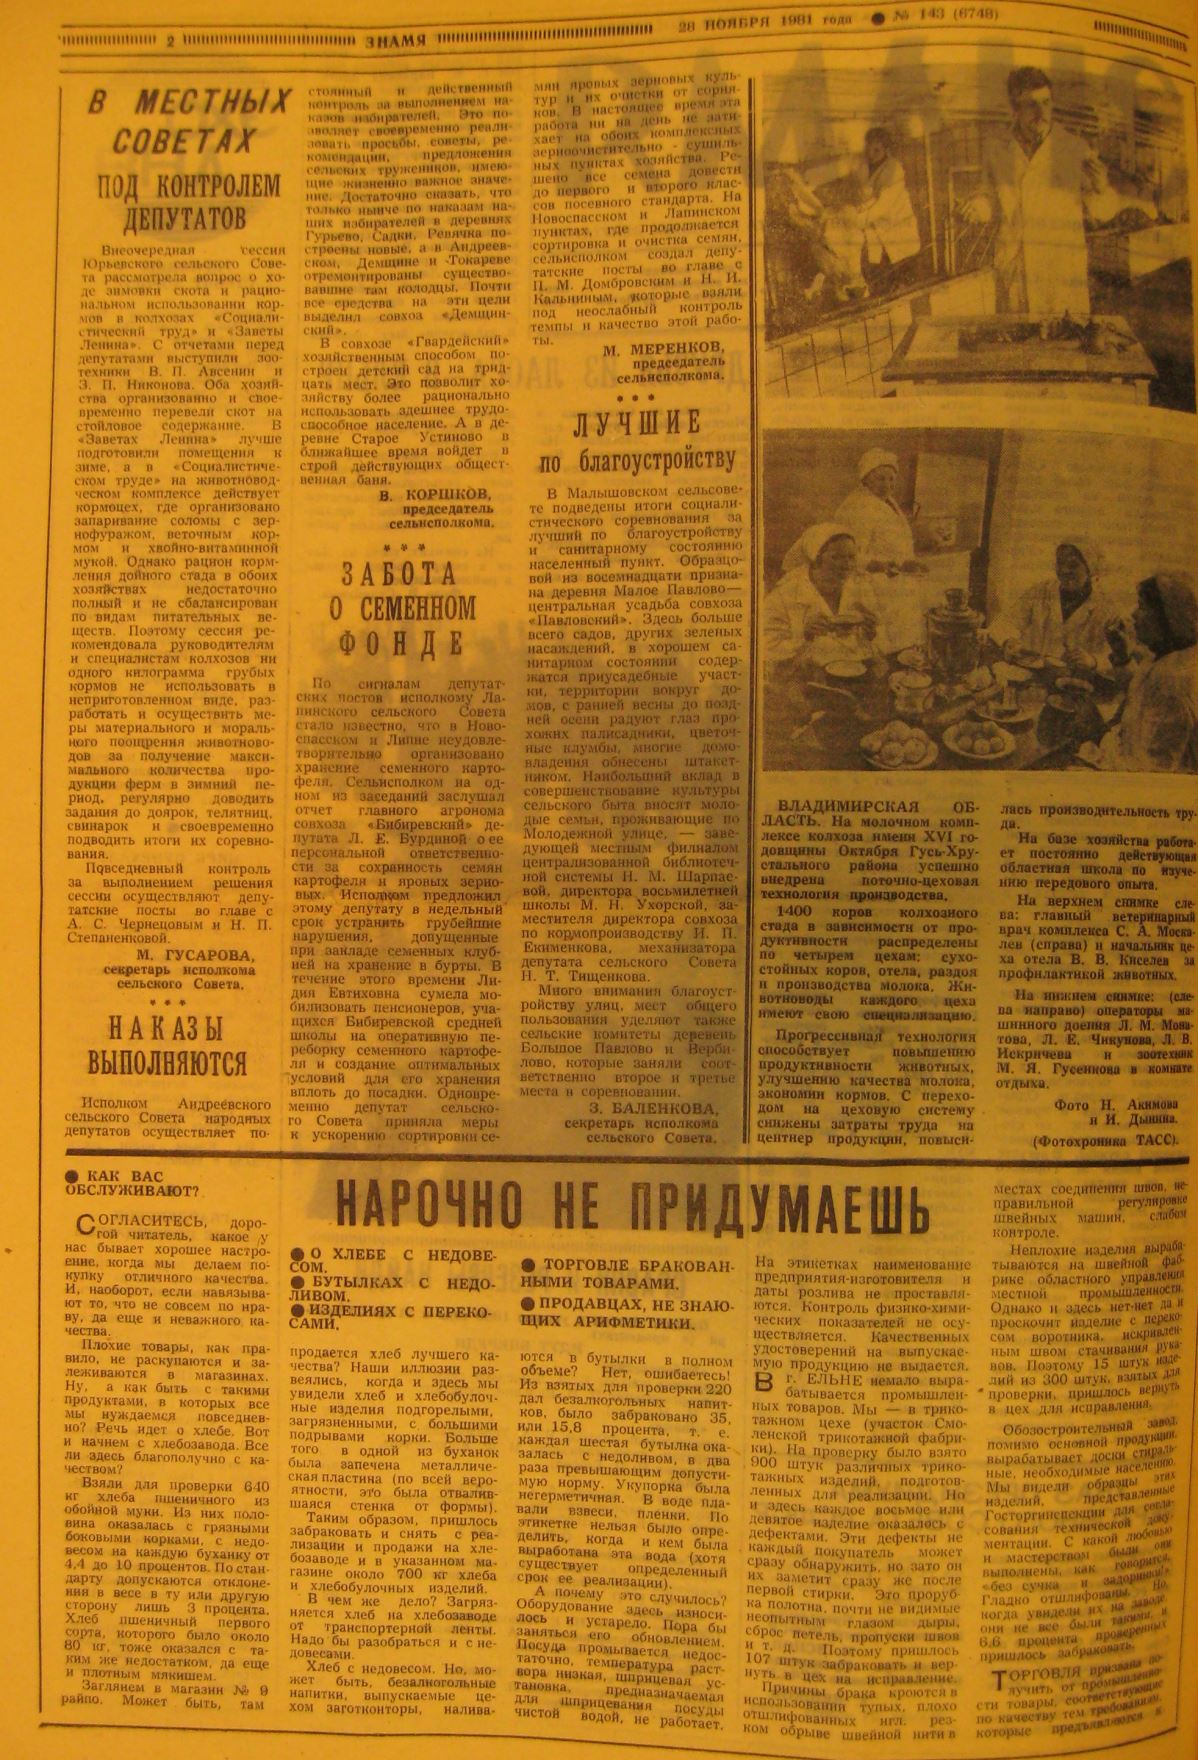 2 ЗНАМЯ 28 НОЯБРЯ 1981 года ● № 143 (6748)
В МЕСТНЫХ
СОВЕТАХ
ПОД КОНТРОЛЕМ
ДЕПУТАТОВ
Внеочередная сессия
Юрьевского сельского Сове-
та рассмотрела вопрос о хо-
де зимовки скота и рацио-
нальном использовании кор-
мов в колхозах «Социали-
стический труд» и «Заветы
Ленина». С отчетами перед
депутатами выступили зоо-
техники В. П. Авсенин и
З. П. Никонова. Оба хозяй-
ства организованно и свое-
временно перевели скот на
стойловое содержание. В
«Заветах Ленина» лучше
подготовили помещения к
зиме, а в «Социалистиче-
ском труде» на животновод-
ческом комплексе действует
кормоцех, где организовано
запаривание соломы с зер-
нофуражом, веточным кор-
мом и хвойно-витаминной
мукой. Однако рацион корм-
ления дойного стада в обоих
хозяйствах недостаточно
полный и не сбалансирован
по видам питательных ве-
ществ. Поэтому сессия ре-
комендовала руководителям
и специалистам колхозов ни
одного килограмма грубых
кормов не использовать в
неприготовленном виде, раз-
работать и осуществить ме-
ры материального и мораль-
ного поощрения животново-
дов за получение макси-
мального количества про-
дукции ферм в зимний пе-
риод, регулярно доводить
задания до доярок, телятниц,
свинарок и своевременно
подводить итоги их соревно-
вания.
Повседневный контроль
за выполнением решения
сессии осуществляют депу-
татские посты во главе с
А. С. Чернецовым и Н. П.
Степаненковой.
М. ГУСАРОВА,
секретарь исполкома
сельского Совета.
* * *
НАКАЗЫ
ВЫПОЛНЯЮТСЯ
Исполком Андреевского
сельского Совета народных
депутатов осуществляет по-
стоянный и действенный
контроль за выполнением на-
казов избирателей. Это по-
зволяет своевременно реали-
зовать просьбы, советы, ре-
комендации, предложения
сельских тружеников, имею-
щие жизненно важное значе-
ние. Достаточно сказать, что
только нынче по наказам на-
ших избирателей в деревнях
Гурьево, Садки, Ревячка по-
строены новые, а в Андреев-
ском, Демщине и Токареве
отремонтированы существо-
вавшие там колодцы. Почти
все средства на эти цели
выделил совхоз «Демщин-
ский».
В совхозе «Гвардейский»
хозяйственным способом по-
строен детский сад на трид-
цать мест. Это позволит хо-
зяйству более рационально
использовать здешнее трудо-
способное население. А в де-
ревне Старое Устиново в
ближайшее время войдет в
строй действующих общест-
венная баня.
В. КОРШКОВ,
председатель
сельисполкома.
* * *
ЗАБОТА
О СЕМЕННОМ
ФОНДЕ
По сигналам депутат-
ских постов исполкому Ла-
пинского сельского Совета
стало известно, что в Ново-
спасском и Липне неудовле-
творительно организовано
хранение семенного карто-
феля. Сельисполком на од-
ном из заседаний заслушал
отчет главного агронома
совхоза «Бибиревский» де-
путата Л. Е. Вурдиной о ее
персональной ответственно-
сти за сохранность семян
картофеля и яровых зерно-
вых. Исполком предложил
этому депутату в недельный
срок устранить грубейшие
нарушения, допущенные
при закладе семенных клуб-
ней на хранение в бурты. В
течение этого времени Ли-
дия Евтиховна сумела мо-
билизовать пенсионеров, уча-
щихся Бибиревской средней
школы на оперативную пе-
реборку семенного картофе-
ля и создание оптимальных
условий для его хранения
вплоть до посадки. Одновре-
менно депутат сельско-
го Совета приняла меры
к ускорению сортировки се-
мян яровых зерновых куль-
тур и их очистки от сорня-
ков. В настоящее время эта
работа ни на день не зати-
хает на обоих комплексных
зерноочистительно - сушиль-
ных пунктах хозяйства. Ре-
шено все семена довести
до первого и второго клас-
сов посевного стандарта. На
Новоспасском и Лапинском
пунктах, где продолжается
сортировка и очистка семян,
сельисполком создал депу-
татские посты во главе с
П. М. Домбровским и Н. И.
Кальниным, которые взяли
под неослабный контроль
темпы и качество этой рабо-
ты.
М. МЕРЕНКОВ,
председатель
сельисполкома.
* * *
ЛУЧШИЕ
по благоустройству
В Малышовском сельсове-
те подведены итоги социали-
стического соревнования за
лучший по благоустройству
и санитарному состоянию
населенный пункт. Образцо-
вой из восемнадцати призна-
на деревня Малое Павлово—
центральная усадьба совхоза
«Павловский». Здесь больше
всего садов, других зеленых
насаждений, в хорошем са-
нитарном состоянии содер-
жатся приусадебные участ-
ки, территории вокруг до-
мов, с ранней весны до позд-
ней осени радуют глаз про-
хожих палисадники, цветоч-
ные клумбы, многие домо-
владения обнесены штакет-
ником. Наибольший вклад в
совершенствование культуры
сельского быта вносят моло-
дые семьи, проживающие по
Молодежной улице, — заве-
дующей местным филиалом
централизованной библиотеч-
ной системы Н. М. Шарпае-
вой, директора восьмилетней
школы М. Н. Ухорской, за-
местителя директора совхоза
по кормопроизводству И. П.
Екименкова, механизатора
депутата сельского Совета
Н. Т. Тищенкова.
Много внимания благоуст-
ройству улиц, мест общего
пользования уделяют также
сельские комитеты деревень
Большое Павлово и Верби-
лово, которые заняли соот-
ветственно второе и третье
места в соревновании.
З. БАЛЕНКОВА,
секретарь исполкома
сельского Совета.
ВЛАДИМИРСКАЯ ОБ-
ЛАСТЬ. На молочном комп-
лексе колхоза имени XVI го-
довщины Октября Гусь-Хру-
стального района успешно
внедрена поточно-цеховая
технология производства.
1400 коров колхозного
стада в зависимости от про-
дуктивности распределены
по четырем цехам: сухо-
стойных коров, отела, раздоя
и производства молока. Жи-
вотноводы каждого цеха
имеют свою специализацию.
Прогрессивная технология
способствует повышению
продуктивности животных,
улучшению качества молока,
экономии кормов. С перехо-
дом на цеховую систему
снижены затраты труда на
центнер продукции, повыси-
лась производительность тру-
да.
На базе хозяйства работа-
ет постоянно действующая
областная школа по изуче-
нию передового опыта.
На верхнем снимке сле-
ва: главный ветеринарный
врач комплекса С. А. Моска-
лев (справа) и начальник це-
ха отела В. В. Киселев за
профилактикой животных.
На нижнем снимке: (сле-
ва направо) операторы ма-
шинного доения Л. М. Мона-
това, Л. Е. Чикунова, Л. В.
Искричева и зоотехник
М. Я. Гусенкова в комнате
отдыха.
Фото Н. Акимова
и И. Дынина.
(Фотохроника ТАСС).
● КАК ВАС
ОБСЛУЖИВАЮТ?
НАРОЧНО НЕ ПРИДУМАЕШЬ
● О ХЛЕБЕ С НЕДОВЕ-
СОМ.
● БУТЫЛКАХ С НЕДО-
ЛИВОМ.
● ИЗДЕЛИЯХ С ПЕРЕКО-
САМИ.
● ТОРГОВЛЕ БРАКОВАН-
НЫМИ ТОВАРАМИ.
● ПРОДАВЦАХ, НЕ ЗНАЮ-
ЩИХ АРИФМЕТИКИ.
СОГЛАСИТЕСЬ, доро-
гой читатель, какое у
нас бывает хорошее настро-
ение, когда мы делаем по-
купку отличного качества.
И, наоборот, если навязыва-
ют то, что не совсем по нра-
ву, да еще и неважного ка-
чества.
Плохие товары, как пра-
вило, не раскупаются и за-
леживаются в магазинах.
Ну, а как быть с такими
продуктами, в которых все
мы нуждаемся повседнев-
но? Речь идет о хлебе. Вот
и начнем с хлебозавода. Все
ли здесь благополучно с ка-
чеством?
Взяли для проверки 640
кг хлеба пшеничного из
обойной муки. Из них поло-
вина оказалась с грязными
боковыми корками, с недо-
весом на каждую буханку от
4,4 до 10 процентов. По стан-
дарту допускаются отклоне-
ния в весе в ту или другую
сторону лишь 3 процента.
Хлеб пшеничный первого
сорта, которого было около
80 кг, тоже оказался с та-
ким же недостатком, да еще
и плотным мякишем.
Заглянем в магазин № 9
райпо. Может быть, там
продается хлеб лучшего ка-
чества? Наши иллюзии раз-
веялись, когда и здесь мы
увидели хлеб и хлебобулоч-
ные изделия подгорелыми,
загрязненными, с большими
подрывами корки. Больше
того в одной из буханок
была запечена металличе-
ская пластина (по всей веро-
ятности, это была отвалив-
шаяся стенка от формы).
Таким образом, пришлось
забраковать и снять с реа-
лизации и продажи на хле-
бозаводе и в указанном ма-
газине около 700 кг хлеба
и хлебобулочных изделий.
В чем же дело? Загряз-
няется хлеб на хлебозаводе
от транспортерной ленты.
Надо бы разобраться и с не-
довесами.
Хлеб с недовесом. Но, мо-
жет быть, безалкогольные
напитки, выпускаемые це-
хом заготконторы, налива-
ются в бутылки в полном
объеме? Нет, ошибаетесь!
Из взятых для проверки 220
дал безалкогольных напит-
ков, было забраковано 35,
или 15,8 процента, т. е.
каждая шестая бутылка ока-
залась с недоливом, в два
раза превышающим допусти-
мую норму. Укупорка была
негерметичная. В воде пла-
вали взвеси, пленки. По
этикетке нельзя было опре-
делить, когда и кем была
выработана эта вода (хотя
существует определенный
срок ее реализации).
А почему это случилось?
Оборудование здесь износи-
лось и устарело. Пора бы
заняться его обновлением.
Посуда промывается недос-
таточно, температура раст-
вора низкая, шприцевая ус-
тановка, предназначаемая
для шприцевания посуды
чистой водой, не работает.
На этикетках наименование
предприятия-изготовителя и
даты розлива не проставля-
ются. Контроль физико-хими-
ческих показателей не осу-
ществляется. Качественных
удостоверений на выпускае-
мую продукцию не выдается.
В г. ЕЛЬНЕ немало выра-
батывается промышлен-
ных товаров. Мы — в трико-
тажном цехе (участок Смо-
ленской трикотажной фабри-
ки). На проверку было взято
900 штук различных трико-
тажных изделий, подготов-
ленных для реализации. Но
и здесь каждое восьмое или
девятое изделие оказалось с
дефектами. Эти дефекты не
каждый покупатель может
сразу обнаружить, но зато он
их заметит сразу же после
первой стирки. Это проруб-
ка полотна, почти не видимые
неопытным глазом дыры,
сброс петель, пропуски швов
и т. д. Поэтому пришлось
107 штук забраковать и вер-
нуть в цех на исправление.
Причины брака кроются в
использовании тупых, плохо
отшлифованных игл, рез-
ком обрыве швейной нити в
местах соединения швов, не-
правильной регулировке
швейных машин, слабом
контроле.
Неплохие изделия выраба-
тываются на швейной фаб-
рике областного управления
местной промышленности.
Однако и здесь нет-нет да и
проскочит изделие с переко-
сом воротника, искривлен-
ным швом стачивания рука-
вов. Поэтому 15 штук изде-
лий из 300 штук, взятых для
проверки, пришлось вернуть
в цех для исправления.
Обозостроительный завод,
помимо основной продукции,
вырабатывает доски стираль-
ные, необходимые населению.
Мы видели образцы этих
изделий, представленные
Госторгинспекции для согла-
сования технической доку-
ментации. С какой любовью
и мастерством были они
выполнены, как говорится,
«без сучка и задоринки!»
Гладко отшлифованы. Но,
когда увидели их на заводе,
они не все были такими, и
6,6 процента проверенных
пришлось забраковать.
ТОРГОВЛЯ призвана по-
лучить от промышленно-
сти товары, соответствующие
по качеству тем требованиям,
которые предъявляются к